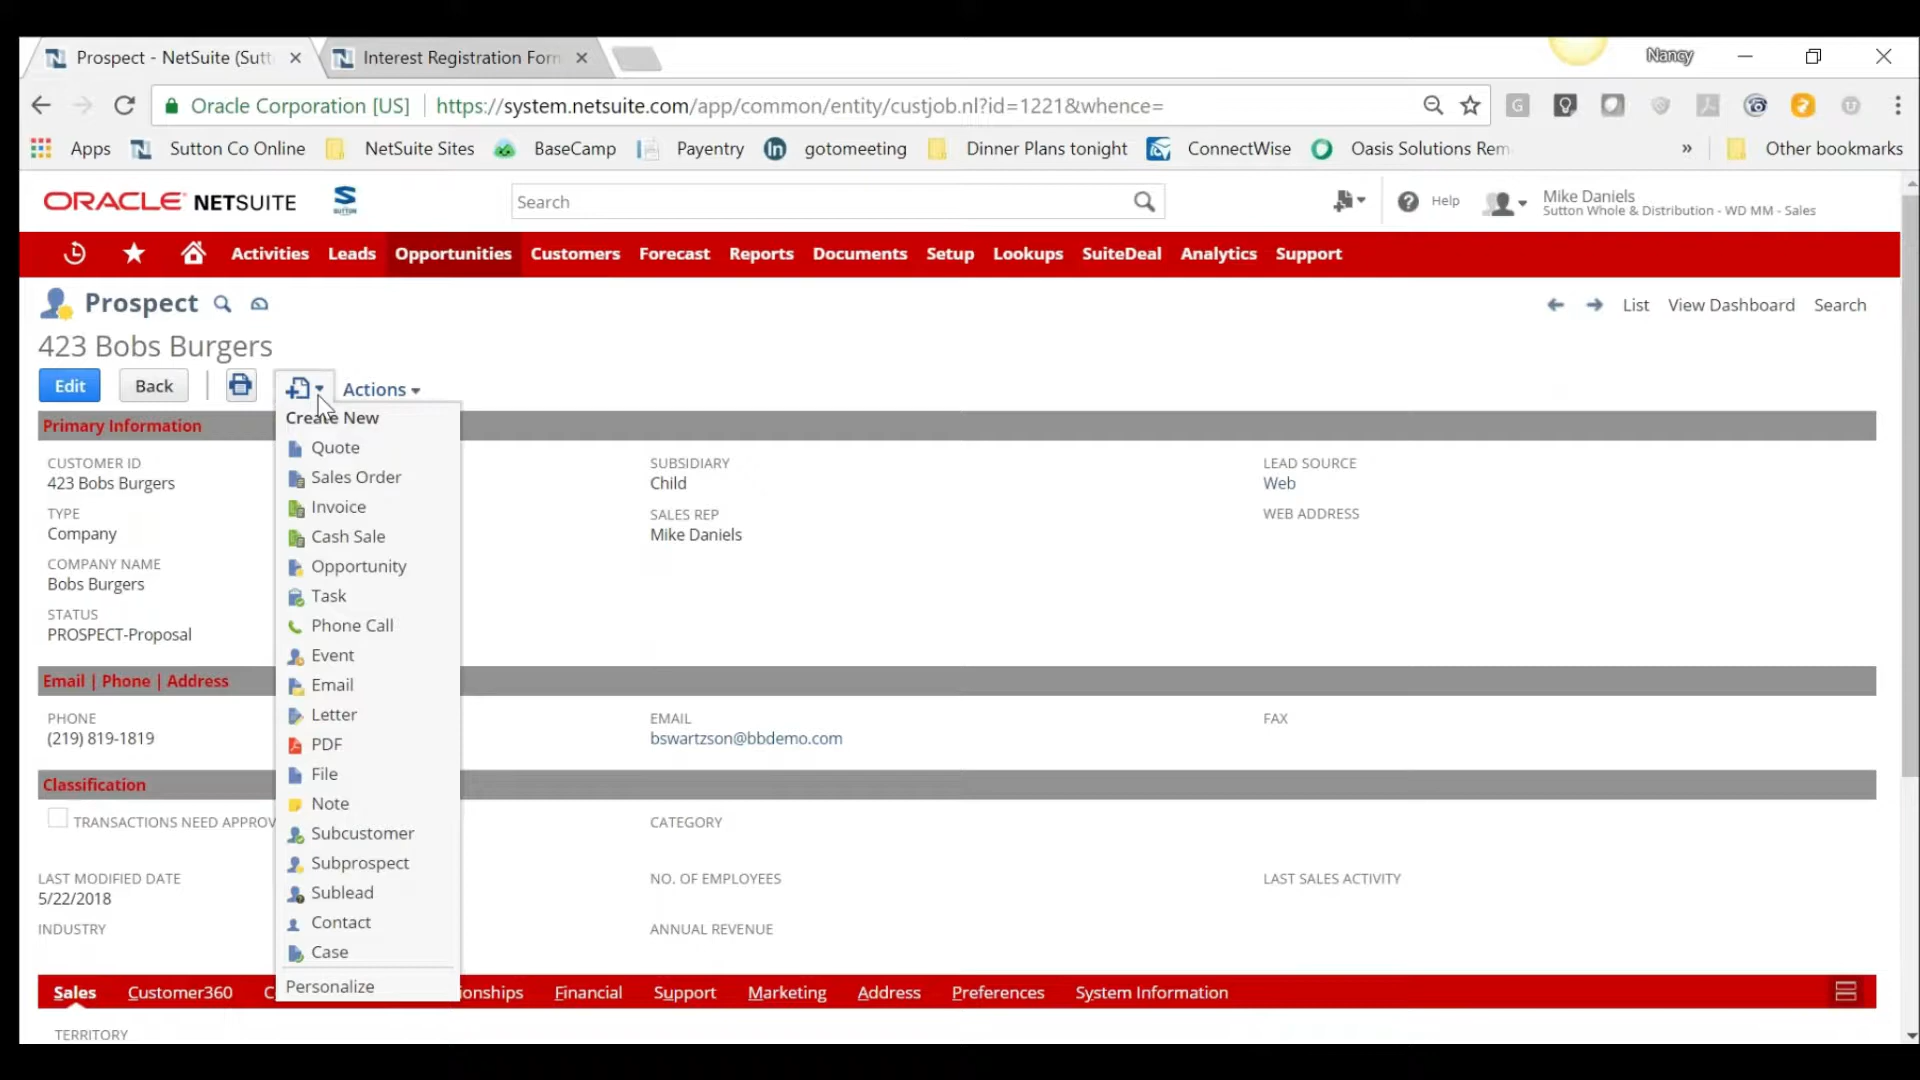 Prospect - NetSuite (Sutt
Interest Registration Form
Nancy
Oracle Corporation [US]
https://system.netsuite.com/app/common/entity/custjob.nl?id=1221&whence=
Apps
Sutton Co Online
NetSuite Sites
BaseCamp
Payentry
gotomeeting
Dinner Plans tonight
ConnectWise
Oasis Solutions Rem
»
Other bookmarks
ORACLE NETSUITE
SUTTON
Search
Help
Mike Daniels
Sutton Whole & Distribution - WD MM - Sales
Activities
Leads
Opportunities
Customers
Forecast
Reports
Documents
Setup
Lookups
SuiteDeal
Analytics
Support
Prospect
List
View Dashboard
Search
423 Bobs Burgers
Edit
Back
Actions
Create New
Quote
Sales Order
Invoice
Cash Sale
Opportunity
Task
Phone Call
Event
Email
Letter
PDF
File
Note
Subcustomer
Subprospect
Sublead
Contact
Case
Personalize
Primary Information
CUSTOMER ID
423 Bobs Burgers
TYPE
Company
COMPANY NAME
Bobs Burgers
STATUS
PROSPECT-Proposal
SUBSIDIARY
Child
SALES REP
Mike Daniels
LEAD SOURCE
Web
WEB ADDRESS
Email | Phone | Address
PHONE
(219) 819-1819
EMAIL
bswartzson@bbdemo.com
FAX
Classification
TRANSACTIONS NEED APPROV
CATEGORY
LAST MODIFIED DATE
5/22/2018
NO. OF EMPLOYEES
LAST SALES ACTIVITY
INDUSTRY
ANNUAL REVENUE
Sales
Customer360
C
onships
Financial
Support
Marketing
Address
Preferences
System Information
TERRITORY